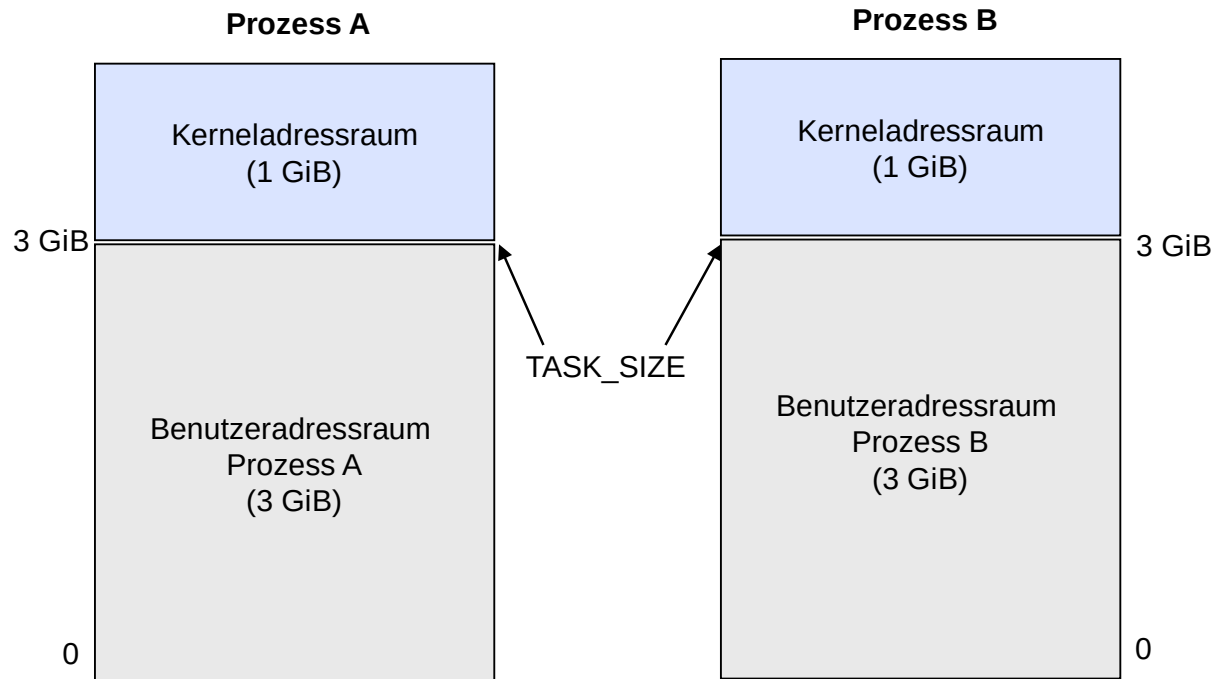 Prozess A
Prozess B
Kerneladressraum
(1 GiB)
Kerneladressraum
(1 GiB)
3 GiB
3 GiB
TASK_SIZE
Benutzeradressraum
Prozess A
(3 GiB)
Benutzeradressraum
Prozess B
(3 GiB)
0
0